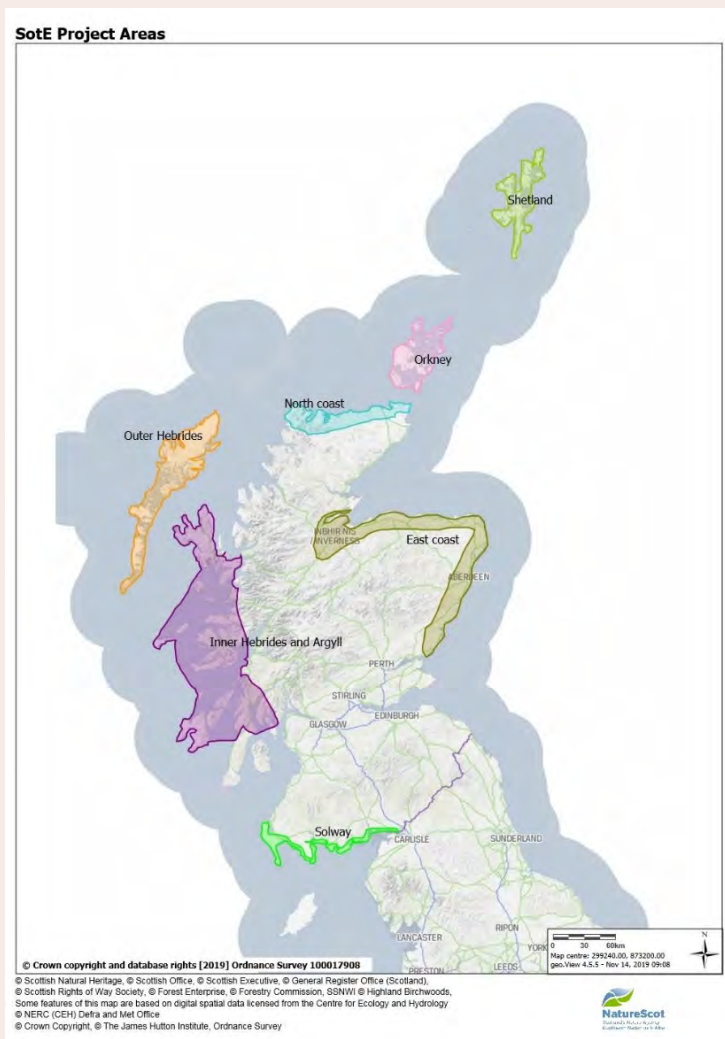 SotE Project Areas
Shetland
Orkney
North coast
Outer Hebrides
INBHIR NIS
/INVERNESS
East coast
ABERDEEN
Inner Hebrides and Argyll
PERTH
STIRLING
GLASGOW
EDINBURGH
Solway
CARLISLE
SUNDERLAND
LANCASTER
RIPON
YORK
PRESTON
LEEDS
0 30 60km
N
Map centre: 299240.00, 873200.00
geo.View 4.5.5 - Nov 14, 2019 09:08
© Crown copyright and database rights [2019] Ordnance Survey 100017908
© Scottish Natural Heritage, © Scottish Office, © Scottish Executive, © General Register Office (Scotland),
© Scottish Rights of Way Society, © Forest Enterprise, © Forestry Commission, SSNWI © Highland Birchwoods,
Some features of this map are based on digital spatial data licensed from the Centre for Ecology and Hydrology
© NERC (CEH) Defra and Met Office
© Crown Copyright, © The James Hutton Institute, Ordnance Survey
NatureScot